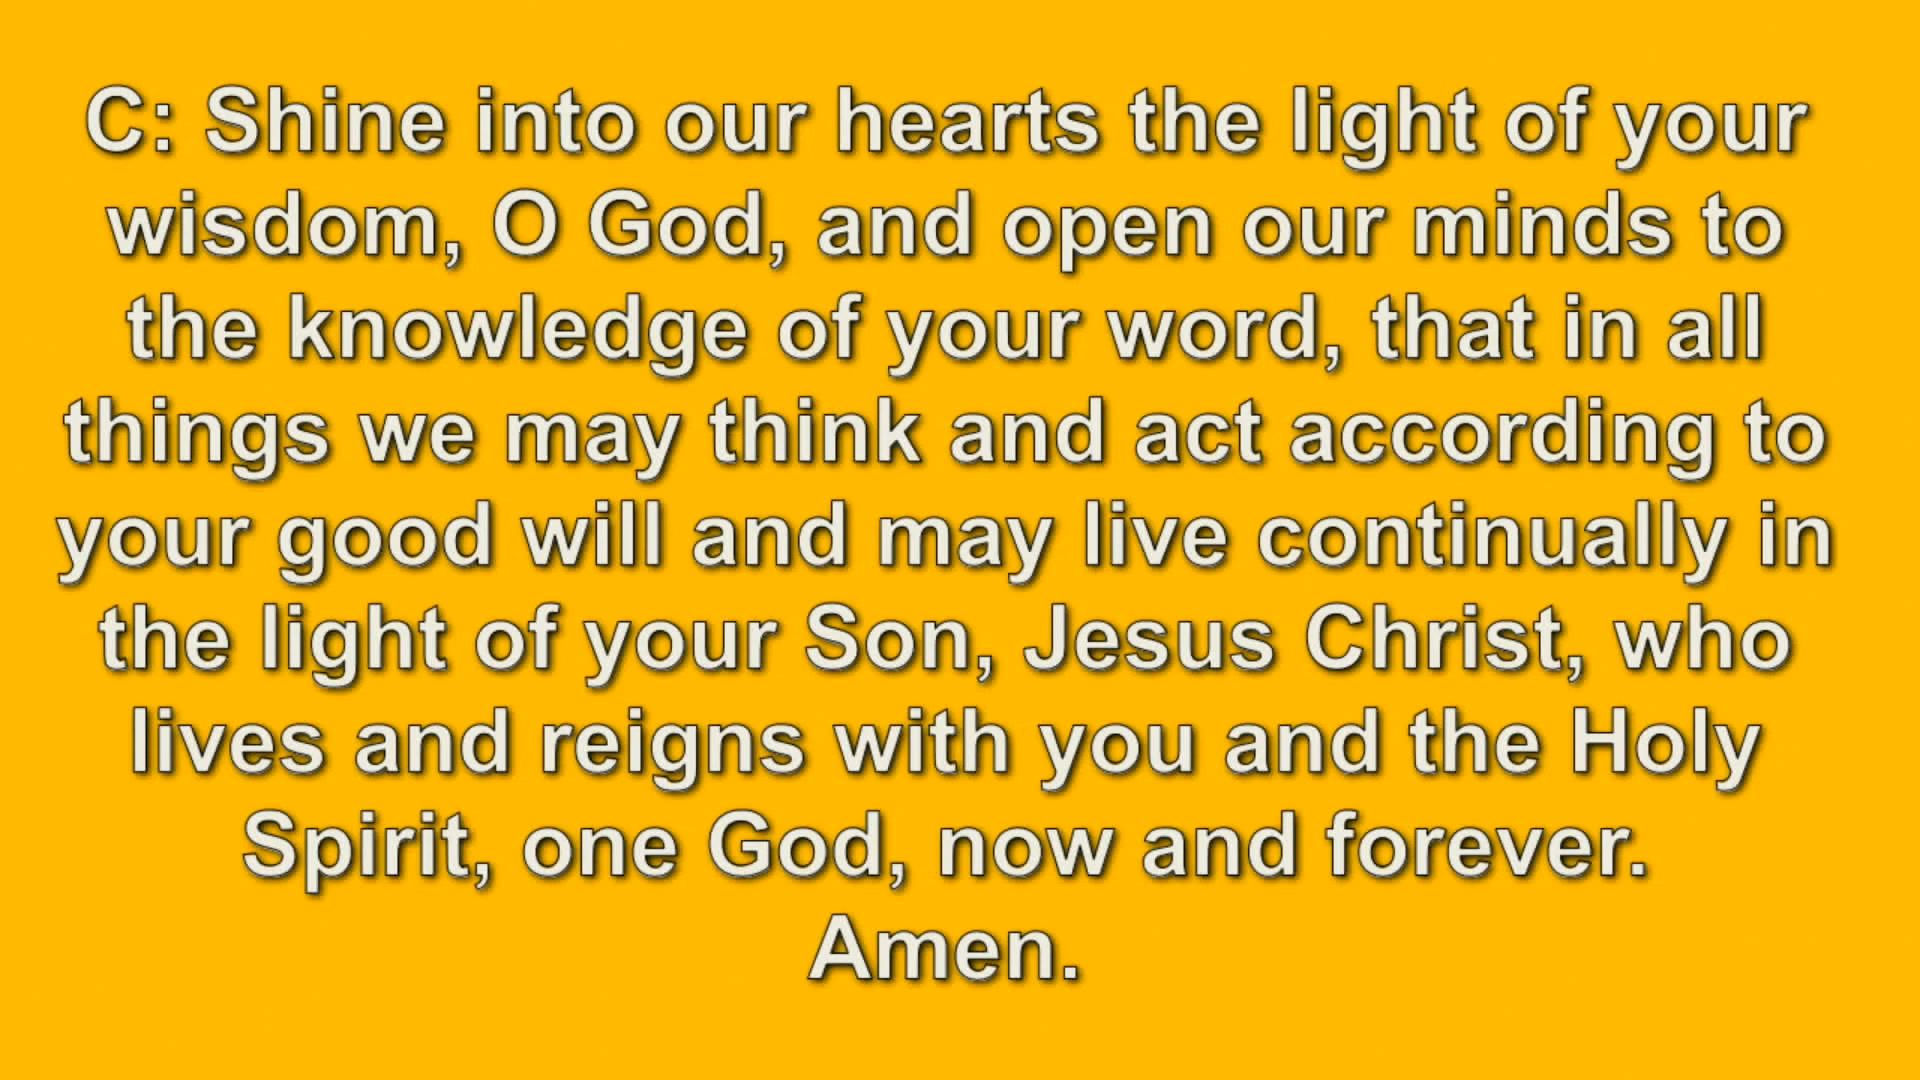 C: Shine into our hearts the light of your
wisdom, O God, and open our minds to
the knowledge of your word, that in all
things we may think and act according to
your good will and may live continually in
the light of your Son, Jesus Christ, who
lives and reigns with you and the Holy
Spirit, one God, now and forever.
Amen.